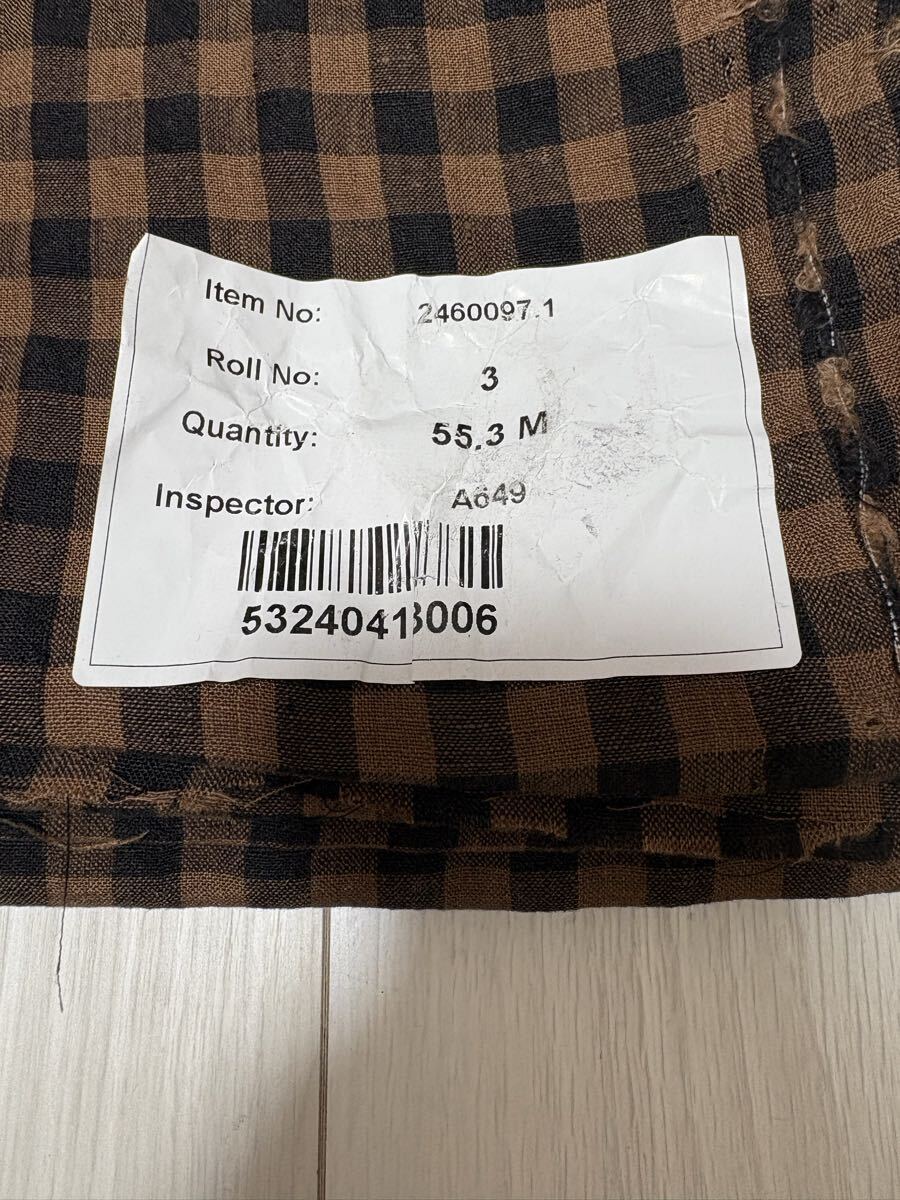 Item No: 2460097.1
Roll No: 3
Quantity: 55.3 M
Inspector: A649
53240413006